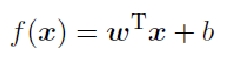 f(x) = wᵀx + b